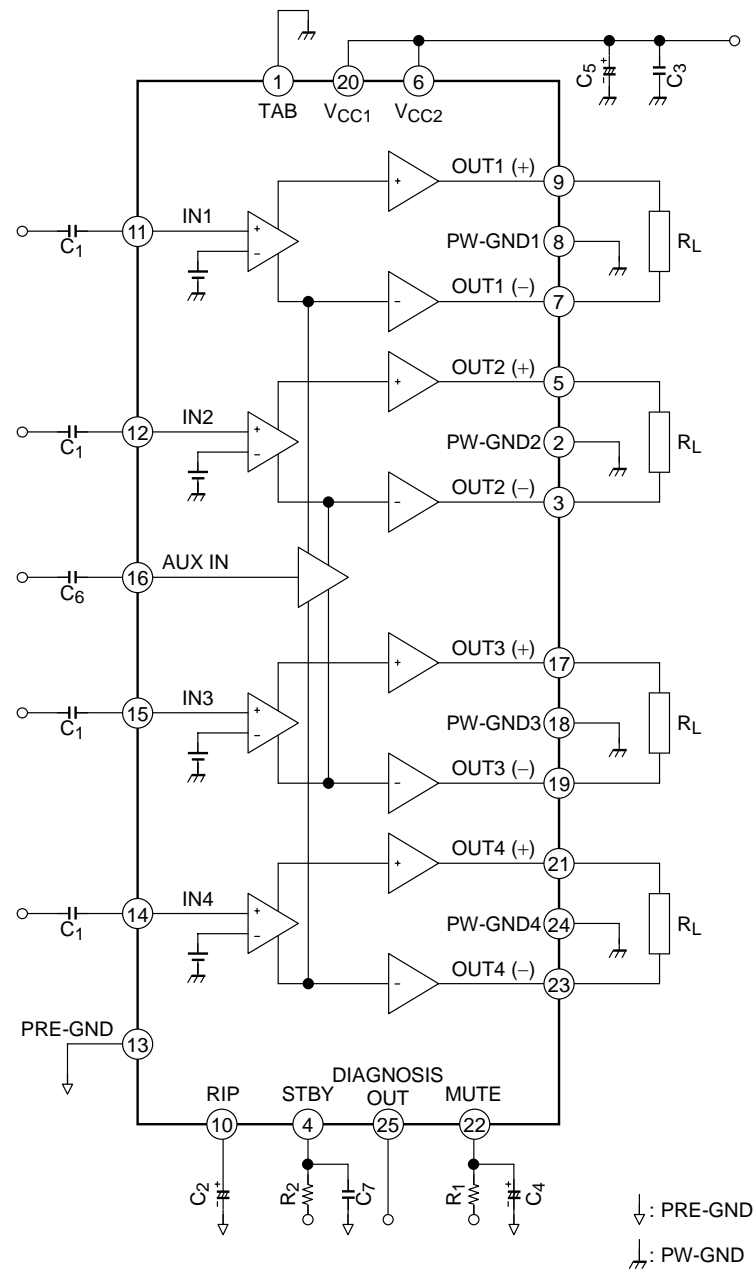 1 20 6
TAB VCC1 VCC2
C5 C3
OUT1 (+) 9
C1 11 IN1
PW-GND1 8
RL
OUT1 (−) 7
OUT2 (+) 5
C1 12 IN2
PW-GND2 2
RL
OUT2 (−) 3
C6 16 AUX IN
OUT3 (+) 17
C1 15 IN3
PW-GND3 18
RL
OUT3 (−) 19
OUT4 (+) 21
C1 14 IN4
PW-GND4 24
RL
OUT4 (−) 23
PRE-GND 13
RIP STBY DIAGNOSIS OUT MUTE
10 4 25 22
C2 R2 C7 R1 C4
: PRE-GND
: PW-GND